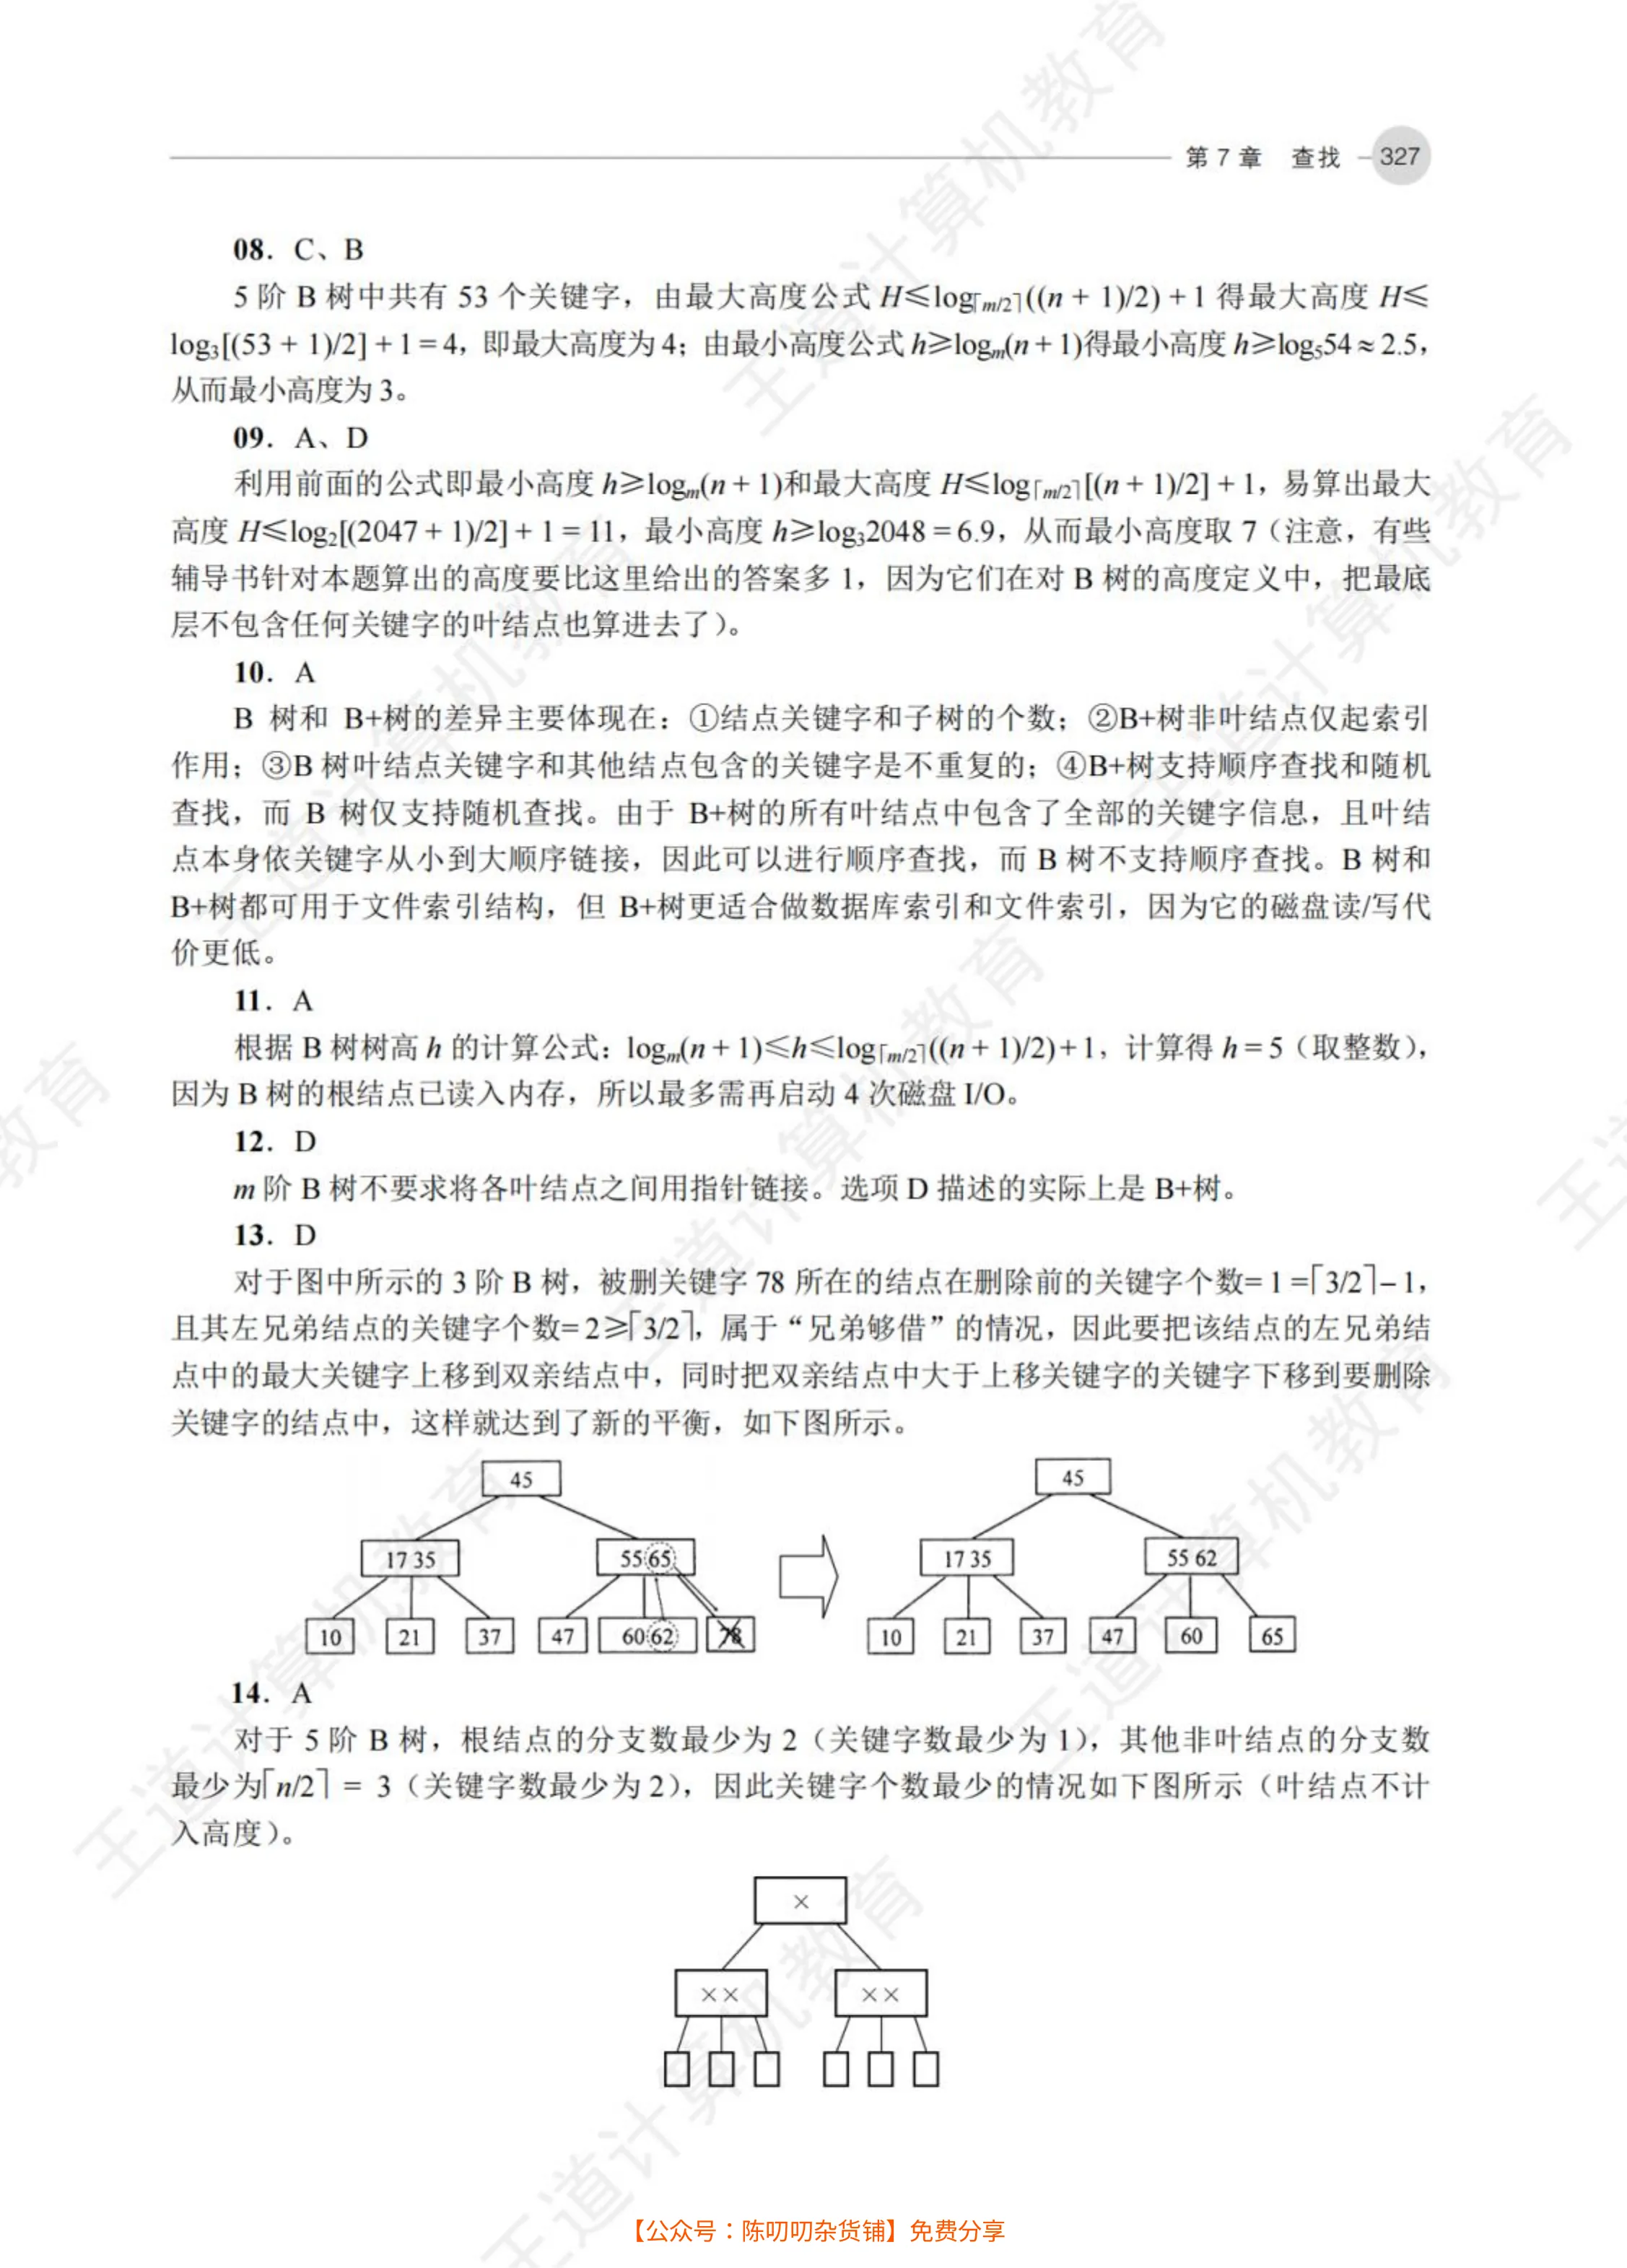 第 7 章 查找 327
08. C、B
5 阶 B 树中共有 53 个关键字，由最大高度公式 H≤log⌈m/2⌉((n + 1)/2) + 1 得最大高度 H≤
log₃[(53 + 1)/2] + 1 = 4，即最大高度为 4；由最小高度公式 h≥logₘ(n + 1)得最小高度 h≥log₅54 ≈ 2.5，
从而最小高度为 3。
09. A、D
利用前面的公式即最小高度 h≥logₘ(n + 1)和最大高度 H≤log⌈m/2⌉[(n + 1)/2] + 1，易算出最大
高度 H≤log₂[(2047 + 1)/2] + 1 = 11，最小高度 h≥log₃2048 = 6.9，从而最小高度取 7（注意，有些
辅导书针对本题算出的高度要比这里给出的答案多 1，因为它们在对 B 树的高度定义中，把最底
层不包含任何关键字的叶结点也算进去了）。
10. A
B 树和 B+树的差异主要体现在：①结点关键字和子树的个数；②B+树非叶结点仅起索引
作用；③B 树叶结点关键字和其他结点包含的关键字是不重复的；④B+树支持顺序查找和随机
查找，而 B 树仅支持随机查找。由于 B+树的所有叶结点中包含了全部的关键字信息，且叶结
点本身依关键字从小到大顺序链接，因此可以进行顺序查找，而 B 树不支持顺序查找。B 树和
B+树都可用于文件索引结构，但 B+树更适合做数据库索引和文件索引，因为它的磁盘读/写代
价更低。
11. A
根据 B 树树高 h 的计算公式：logₘ(n + 1)≤h≤log⌈m/2⌉((n + 1)/2)+1，计算得 h = 5（取整数），
因为 B 树的根结点已读入内存，所以最多需再启动 4 次磁盘 I/O。
12. D
m 阶 B 树不要求将各叶结点之间用指针链接。选项 D 描述的实际上是 B+树。
13. D
对于图中所示的 3 阶 B 树，被删关键字 78 所在的结点在删除前的关键字个数= 1 =⌈3/2⌉− 1，
且其左兄弟结点的关键字个数= 2≥⌈3/2⌉，属于“兄弟够借”的情况，因此要把该结点的左兄弟结
点中的最大关键字上移到双亲结点中，同时把双亲结点中大于上移关键字的关键字下移到要删除
关键字的结点中，这样就达到了新的平衡，如下图所示。
45 45
17 35 55 65 17 35 55 62
10 21 37 47 60 62 78 10 21 37 47 60 65
14. A
对于 5 阶 B 树，根结点的分支数最少为 2（关键字数最少为 1），其他非叶结点的分支数
最少为⌈n/2⌉ = 3（关键字数最少为 2），因此关键字个数最少的情况如下图所示（叶结点不计
入高度）。
×
×× ××
【公众号：陈叨叨杂货铺】免费分享
王道计算机教育